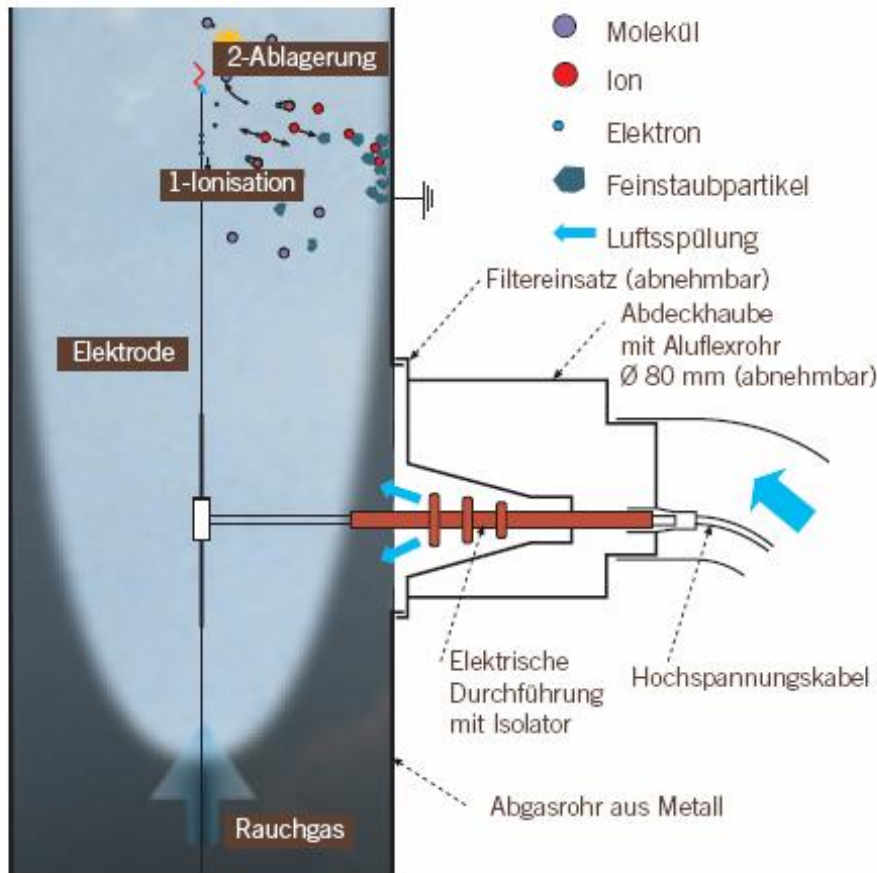 2-Ablagerung
1-Ionisation
Elektrode
Rauchgas
Molekül
Ion
Elektron
Feinstaubpartikel
Luftsspülung
Filtereinsatz (abnehmbar)
Abdeckhaube
mit Aluflexrohr
Ø 80 mm (abnehmbar)
Elektrische
Durchführung
mit Isolator
Hochspannungskabel
Abgasrohr aus Metall